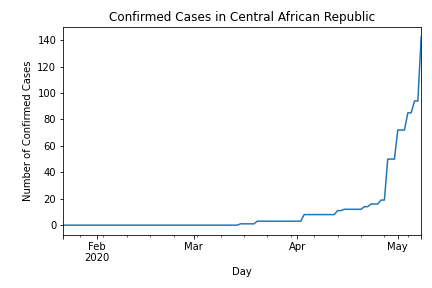 Confirmed Cases in Central African Republic
Number of Confirmed Cases
140
120
100
80
60
40
20
0
Feb
2020
Mar
Apr
May
Day